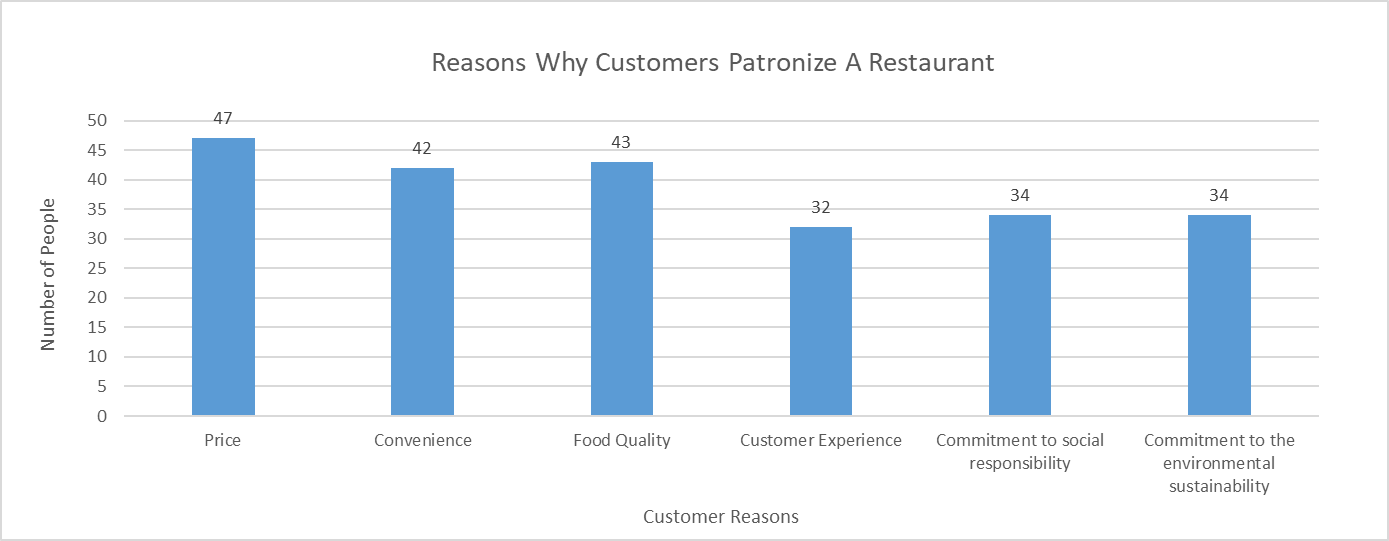 Reasons Why Customers Patronize A Restaurant
50
45
40
35
30
25
20
15
10
5
0
Number of People
47
42
43
32
34
34
Price
Convenience
Food Quality
Customer Experience
Commitment to social
responsibility
Commitment to the
environmental
sustainability
Customer Reasons